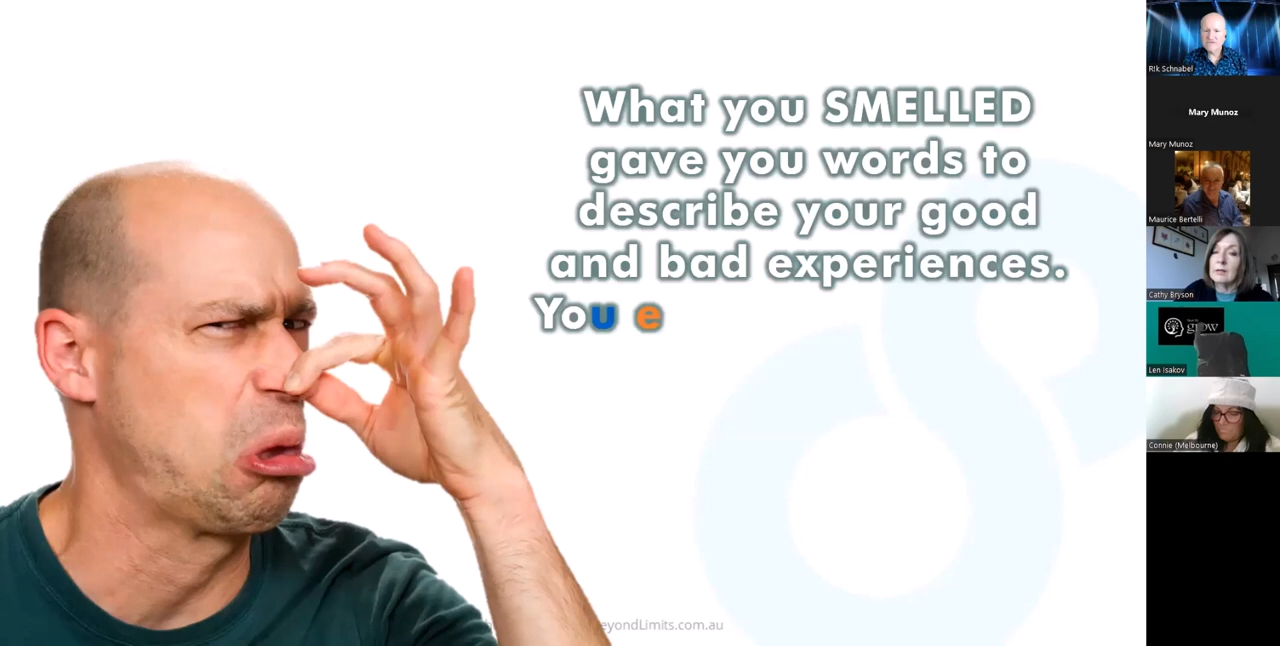 What you SMELLED
gave you words to
describe your good
and bad experiences.
You e
eyondLimits.com.au
R!k Schnabel
Mary Munoz
Mary Munoz
Maurice Bertelli
Cathy Bryson
grow
Len Isakov
Connie (Melbourne)